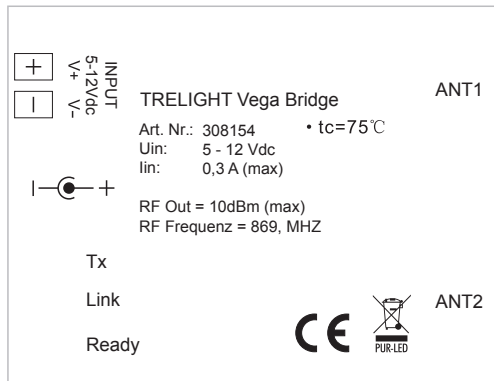 +
−
INPUT
5-12Vdc
V+ V-
TRELIGHT Vega Bridge
Art. Nr.: 308154
• tc=75℃
Uin: 5 - 12 Vdc
Iin: 0,3 A (max)
− +
RF Out = 10dBm (max)
RF Frequenz = 869, MHZ
Tx
Link
Ready
ANT1
ANT2
CE
PUR-LED